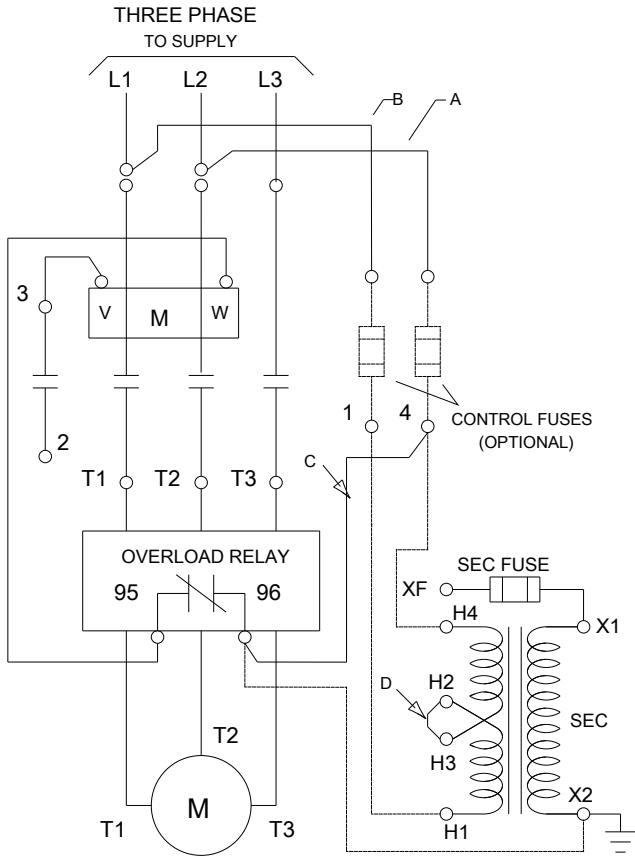 THREE PHASE
TO SUPPLY
L1 L2 L3
B A
3
V M W
2
1 4
CONTROL FUSES
(OPTIONAL)
C
T1 T2 T3
OVERLOAD RELAY
95 96
SEC FUSE
XF
H4 X1
D H2
SEC
H3
T2
X2
H1
M
T1 T3